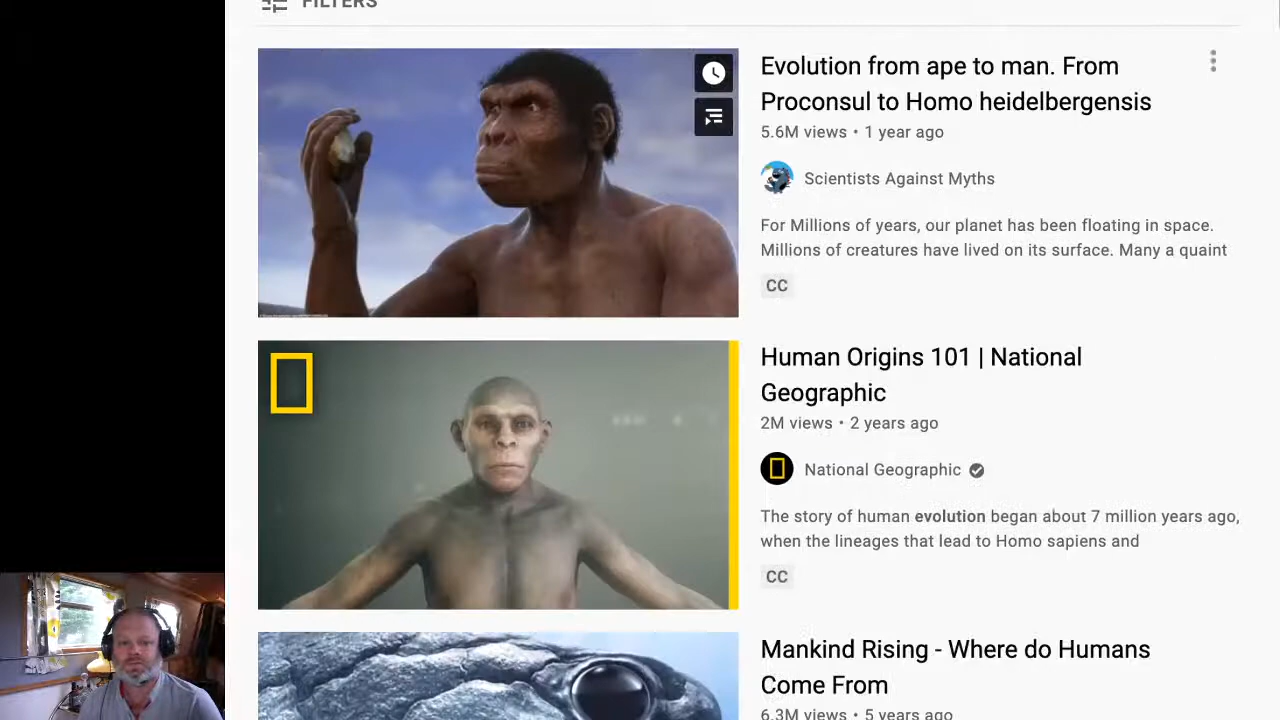 FILTERS
Evolution from ape to man. From
Proconsul to Homo heidelbergensis
5.6M views • 1 year ago
Scientists Against Myths
For Millions of years, our planet has been floating in space.
Millions of creatures have lived on its surface. Many a quaint
CC
Human Origins 101 | National
Geographic
2M views • 2 years ago
National Geographic
The story of human evolution began about 7 million years ago,
when the lineages that lead to Homo sapiens and
CC
Mankind Rising - Where do Humans
Come From
6.3M views • 5 years ago